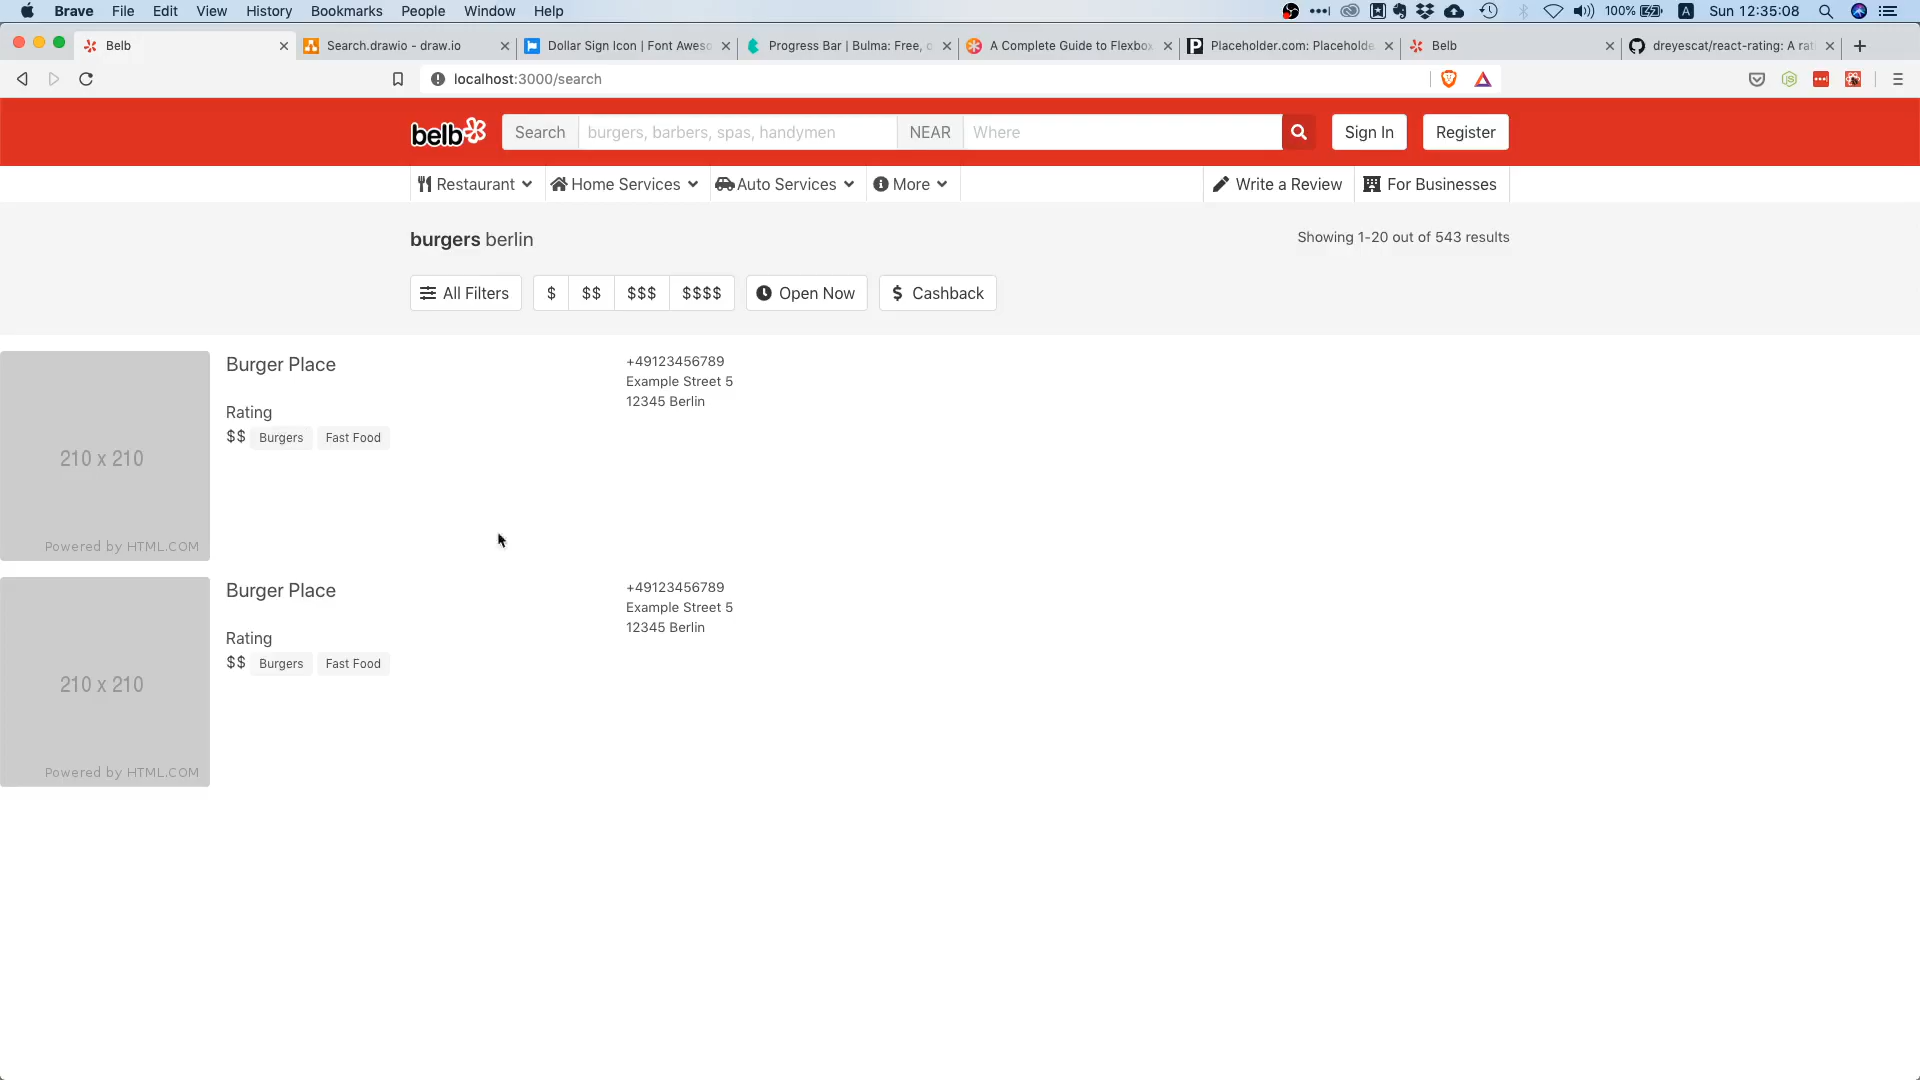 Brave File Edit View History Bookmarks People Window Help 100% A Sun 12:35:08
Belb Search.drawio - draw.io Dollar Sign Icon | Font Aweso Progress Bar | Bulma: Free, o A Complete Guide to Flexbox Placeholder.com: Placeholde Belb dreyescat/react-rating: A rati
localhost:3000/search
belb Search burgers, barbers, spas, handymen NEAR Where Sign In Register
Restaurant Home Services Auto Services More Write a Review For Businesses
burgers berlin Showing 1-20 out of 543 results
All Filters $ $$ $$$ $$$$ Open Now $ Cashback
Burger Place +49123456789
Example Street 5
12345 Berlin
Rating
$$ Burgers Fast Food
210 x 210
Powered by HTML.COM
Burger Place +49123456789
Example Street 5
12345 Berlin
Rating
$$ Burgers Fast Food
210 x 210
Powered by HTML.COM